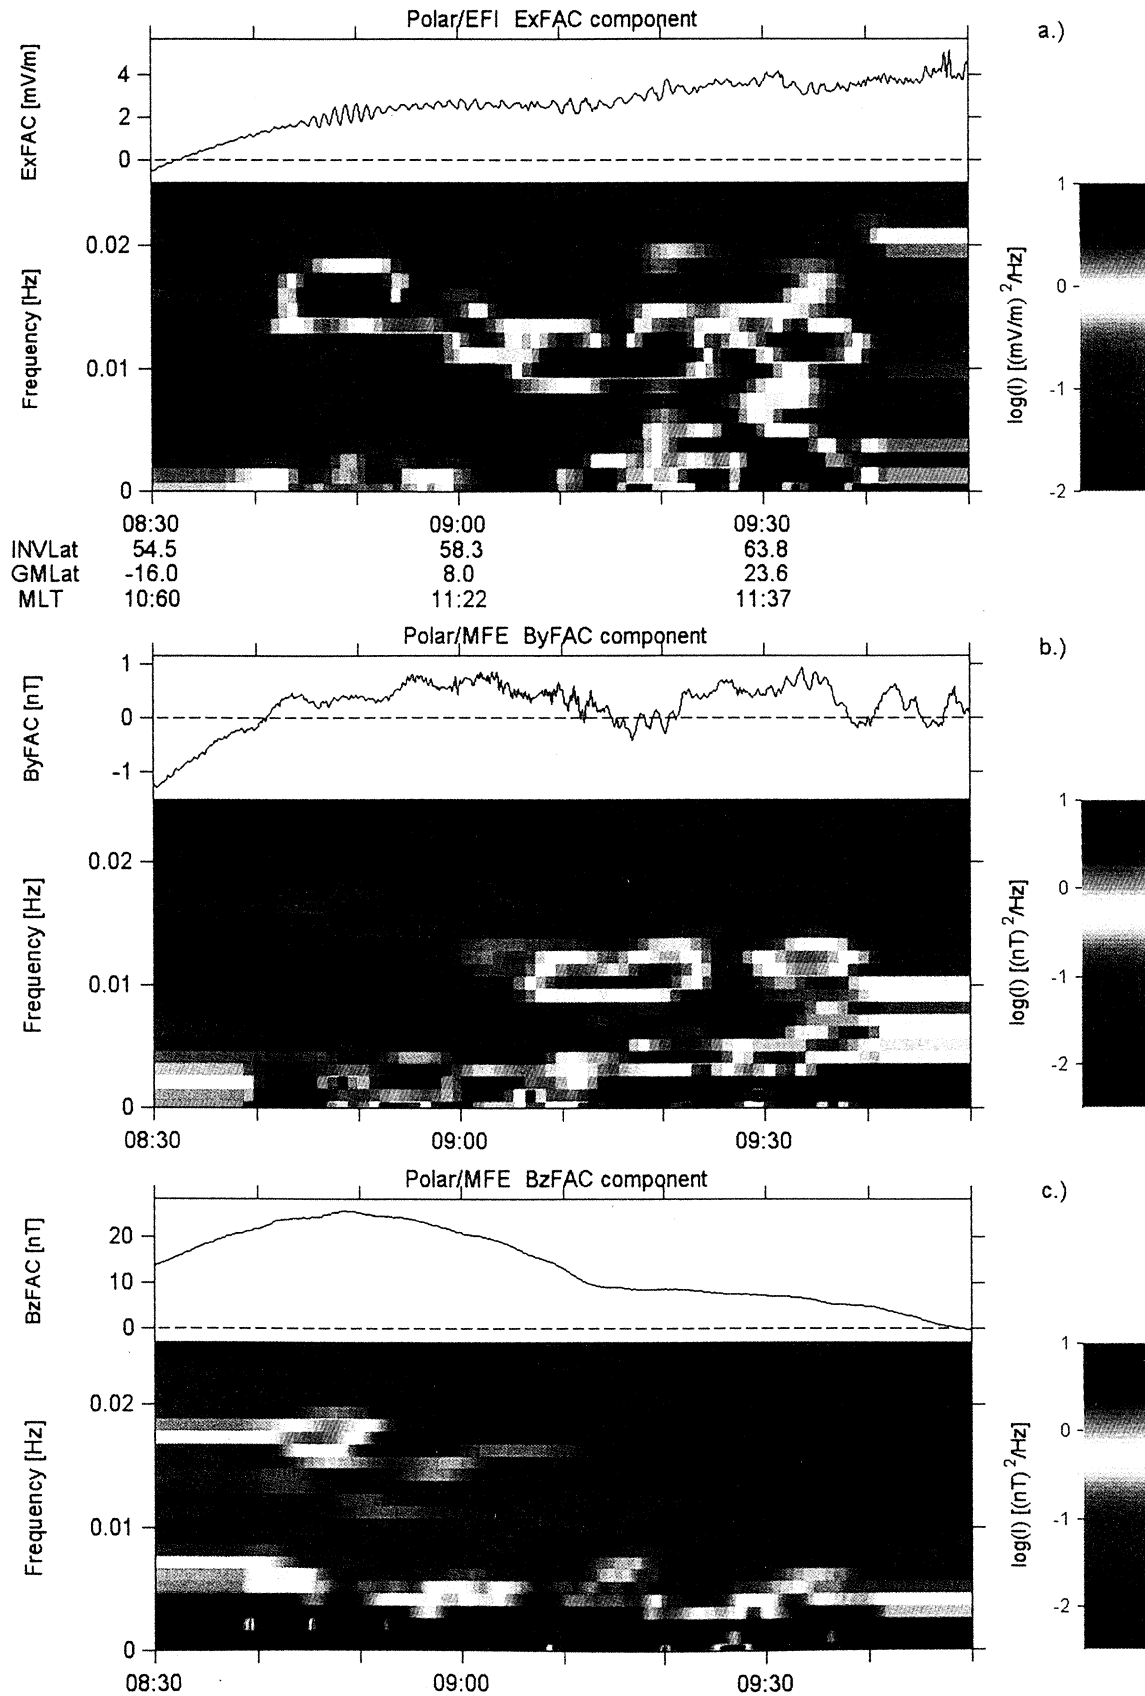 Polar/EFI ExFAC component
a.)
ExFAC [mV/m]
4
2
0
Frequency [Hz]
0.02
0.01
0
log(I) [(mV/m) 2/Hz]
1
0
-1
-2
08:30 09:00 09:30
INVLat 54.5 58.3 63.8
GMLat -16.0 8.0 23.6
MLT 10:60 11:22 11:37
Polar/MFE ByFAC component
b.)
ByFAC [nT]
1
0
-1
Frequency [Hz]
0.02
0.01
0
log(I) [(nT) 2/Hz]
1
0
-1
-2
08:30 09:00 09:30
Polar/MFE BzFAC component
c.)
BzFAC [nT]
20
10
0
Frequency [Hz]
0.02
0.01
0
log(I) [(nT) 2/Hz]
1
0
-1
-2
08:30 09:00 09:30